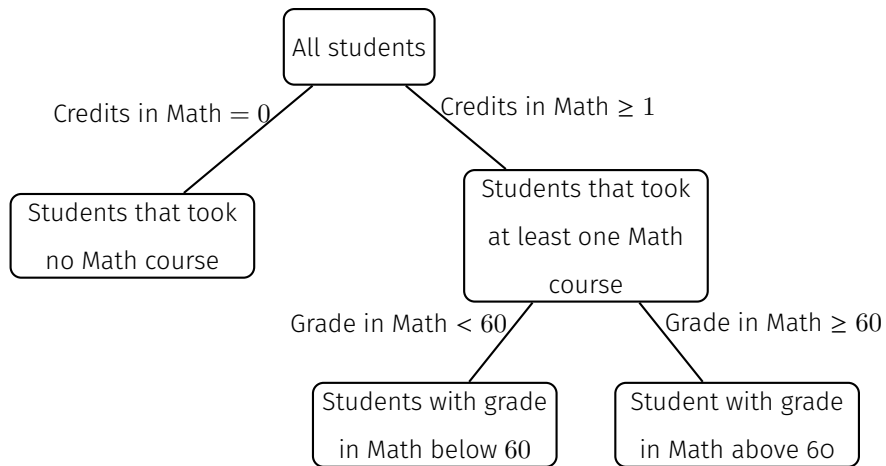 All students
Credits in Math = 0
Credits in Math ≥ 1
Students that took
no Math course
Students that took
at least one Math
course
Grade in Math < 60
Grade in Math ≥ 60
Students with grade
in Math below 60
Student with grade
in Math above 60